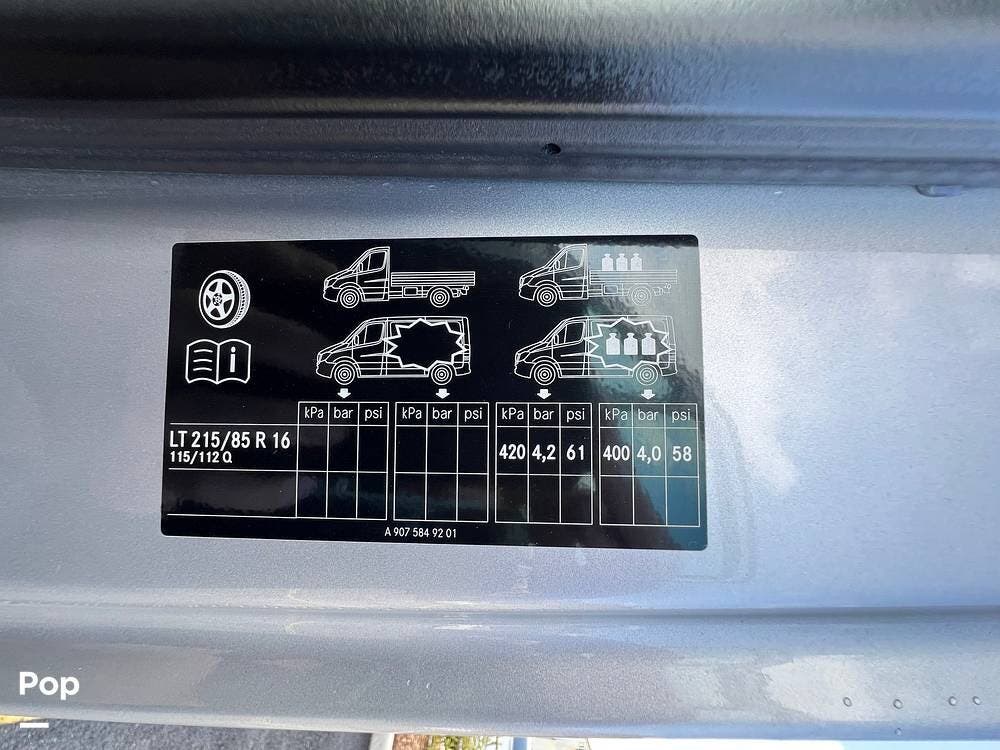 kPa bar psi kPa bar psi kPa bar psi kPa bar psi
LT 215/85 R 16 420 4,2 61 400 4,0 58
115/112 Q
A 907 584 92 01
Pop